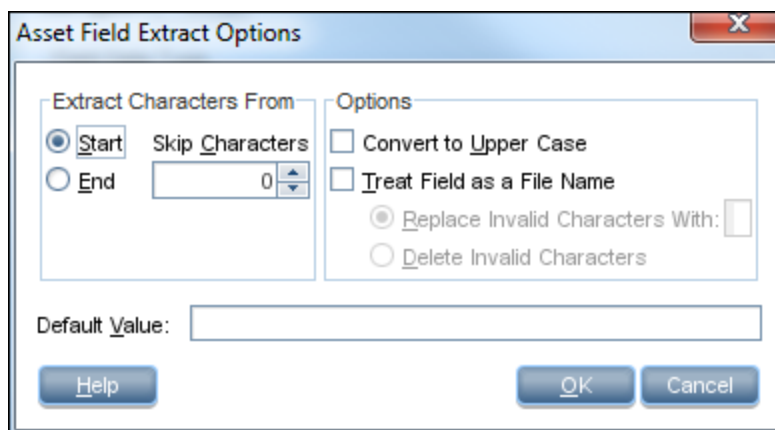 Asset Field Extract Options
Extract Characters From
Start Skip Characters
End 0
Options
Convert to Upper Case
Treat Field as a File Name
Replace Invalid Characters With:
Delete Invalid Characters
Default Value:
Help OK Cancel